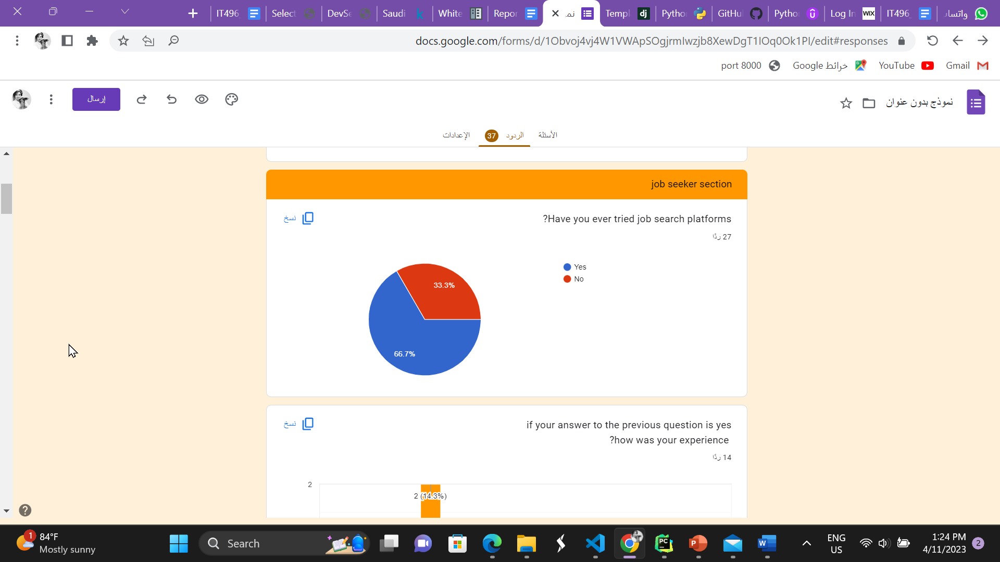 IT496
Select
DevSe
Saudi
White
Repor
نمـ
Templ
Pytho
GitHu
Pytho
Log In
IT496
واتساب
docs.google.com/forms/d/1Obvoj4vj4W1VWApSOgjrmIwzjb8XewDgT1IOq0Ok1PI/edit#responses
port 8000
خرائط Google
YouTube
Gmail
إرسال
نموذج بدون عنوان
الأسئلة
الردود 37
الإعدادات
job seeker section
?Have you ever tried job search platforms
نسخ
27 ردًا
Yes
No
33.3%
66.7%
if your answer to the previous question is yes
?how was your experience
نسخ
14 ردًا
2
2 (14.3%)
1
84°F
Mostly sunny
Search
ENG
US
1:24 PM
4/11/2023
2